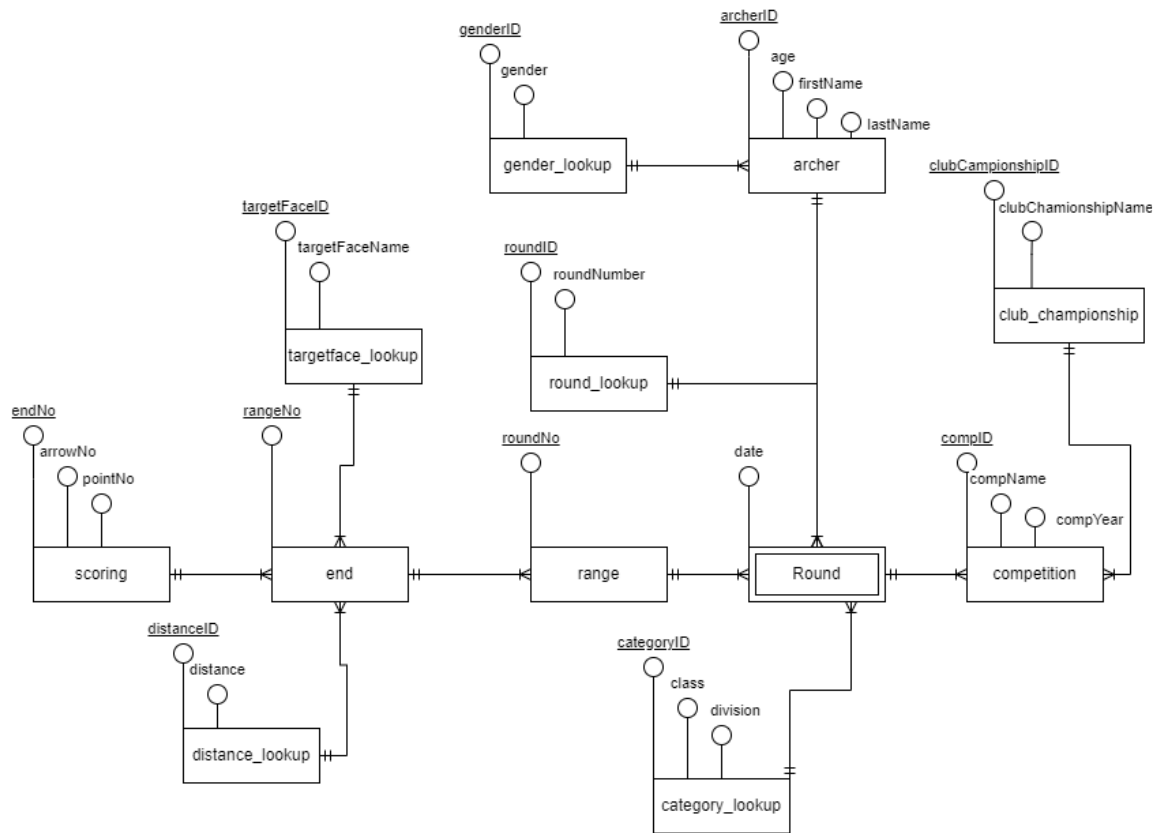 archerID
genderID
age
gender
firstName
lastName
gender_lookup
archer
clubCampionshipID
targetFaceID
clubChamionshipName
roundID
targetFaceName
roundNumber
club_championship
targetface_lookup
round_lookup
endNo
rangeNo
arrowNo
roundNo
date
compID
pointNo
compName
compYear
scoring
end
range
Round
competition
distanceID
categoryID
distance
class
division
distance_lookup
category_lookup